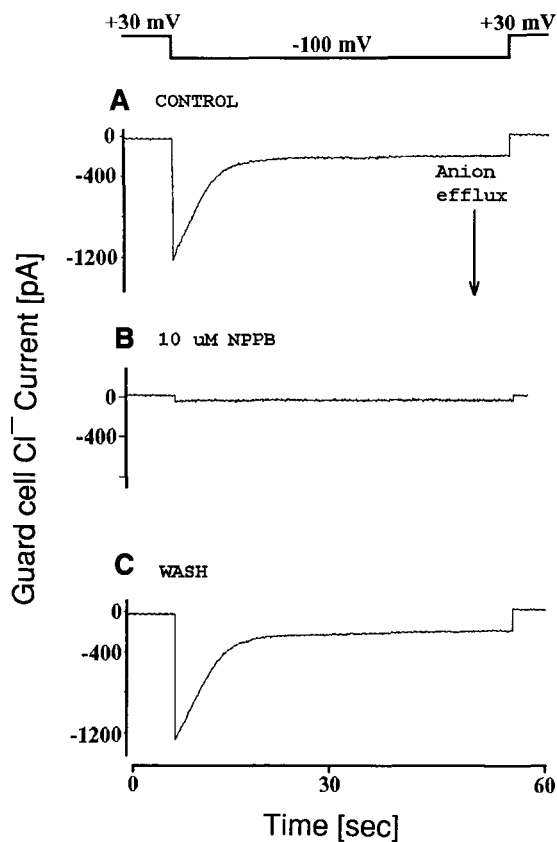 +30 mV
-100 mV
+30 mV
A CONTROL
0
-400
-1200
Anion
efflux
B 10 uM NPPB
0
-400
C WASH
0
-400
-1200
0 30 60
Time [sec]
Guard cell Cl⁻ Current [pA]